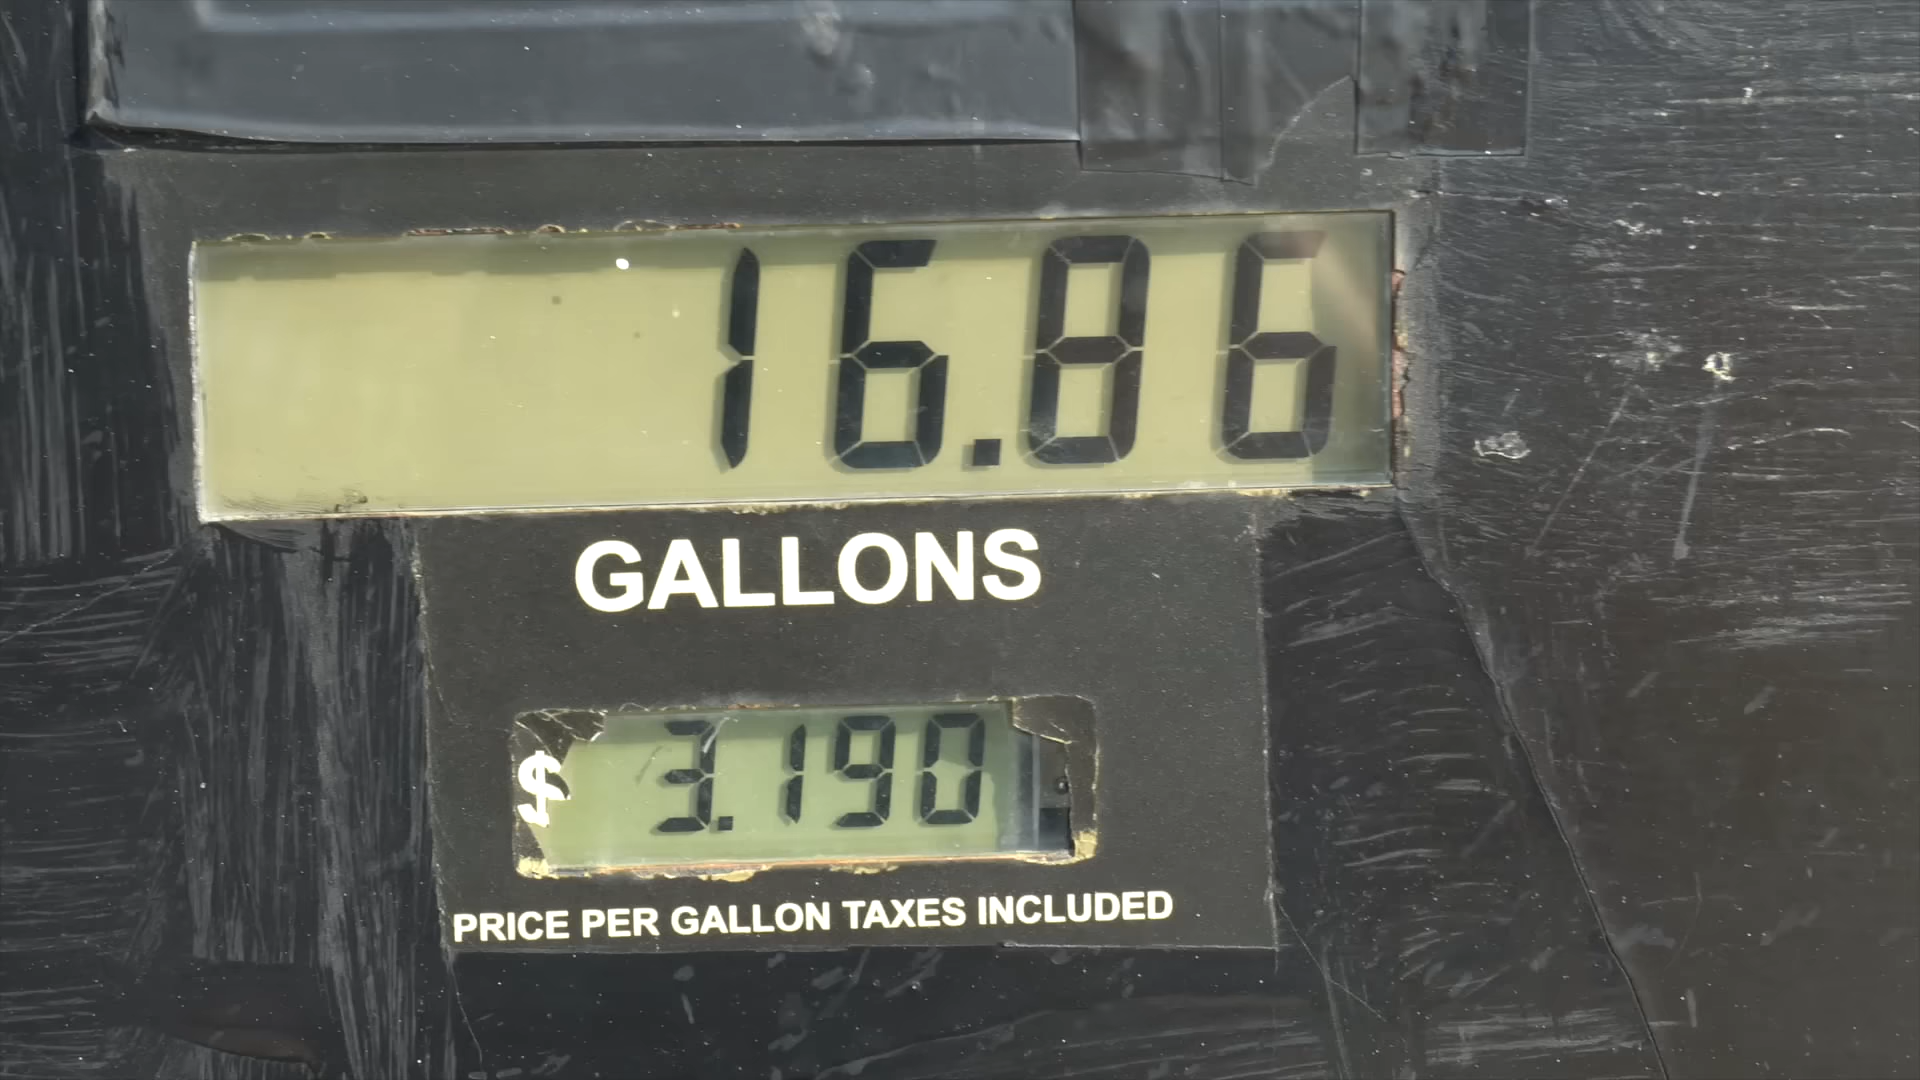 16.86
GALLONS
$ 3.190
PRICE PER GALLON TAXES INCLUDED